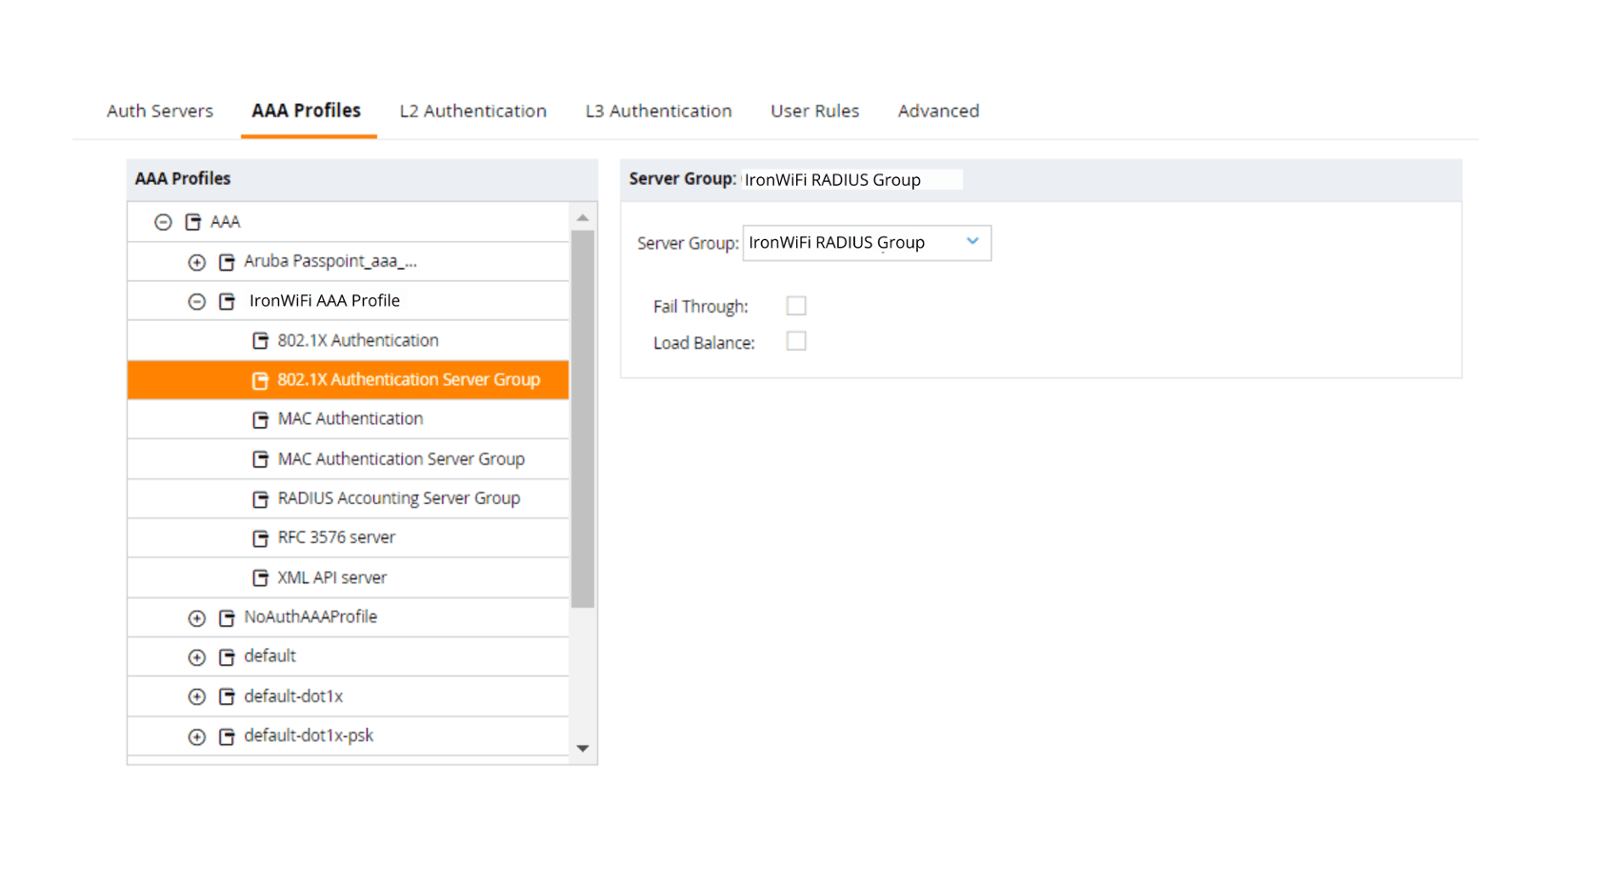 Auth Servers AAA Profiles L2 Authentication L3 Authentication User Rules Advanced
AAA Profiles
AAA
Aruba Passpoint_aaa_...
IronWiFi AAA Profile
802.1X Authentication
802.1X Authentication Server Group
MAC Authentication
MAC Authentication Server Group
RADIUS Accounting Server Group
RFC 3576 server
XML API server
NoAuthAAAProfile
default
default-dot1x
default-dot1x-psk
Server Group: IronWiFi RADIUS Group
Server Group: IronWiFi RADIUS Group
Fail Through:
Load Balance: